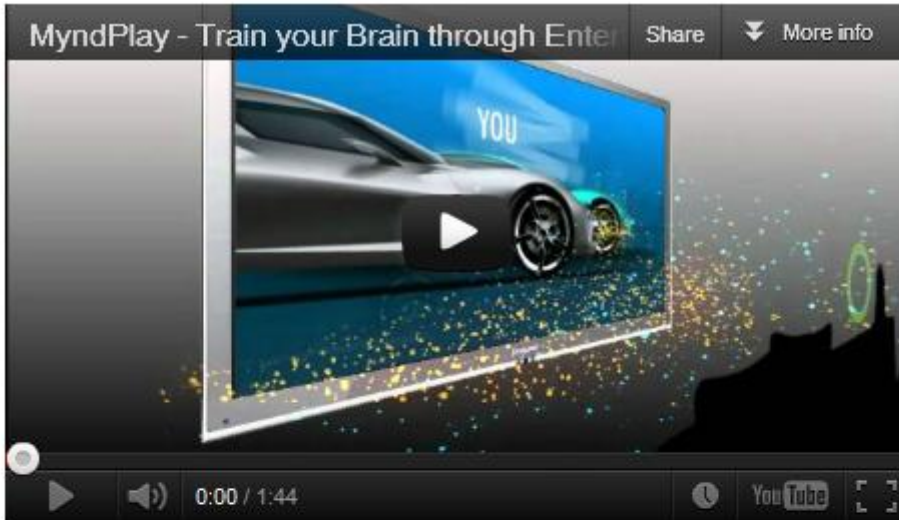 MyndPlay - Train your Brain through Enter
Share
More info
YOU
0:00 / 1:44
YouTube